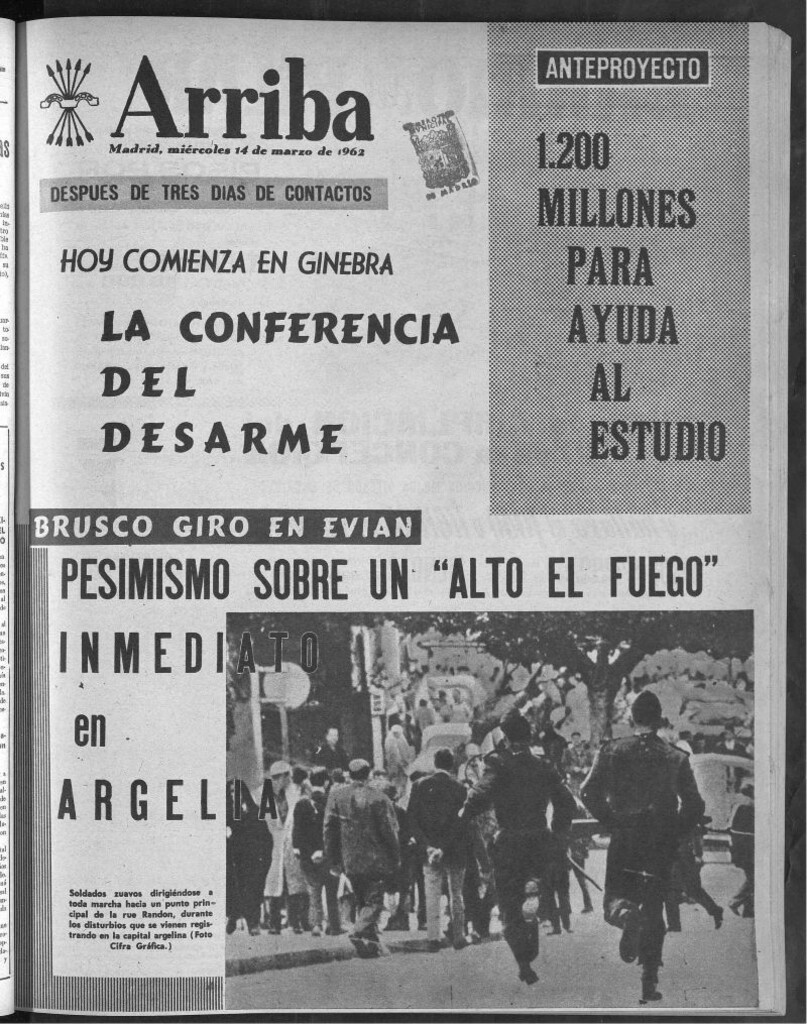 Arriba
Madrid, miércoles 14 de marzo de 1962
DESPUES DE TRES DIAS DE CONTACTOS
HOY COMIENZA EN GINEBRA
LA CONFERENCIA
DEL
DESARME
ANTEPROYECTO
1.200
MILLONES
PARA
AYUDA
AL
ESTUDIO
BRUSCO GIRO EN EVIAN
PESIMISMO SOBRE UN "ALTO EL FUEGO"
INMEDIATO
en
ARGELIA
Soldados zuavos dirigiéndose a
toda marcha hacia un punto prin-
cipal de la rue Randon, durante
los disturbios que se vienen regis-
trando en la capital argelina (Foto
Cifra Gráfica.)